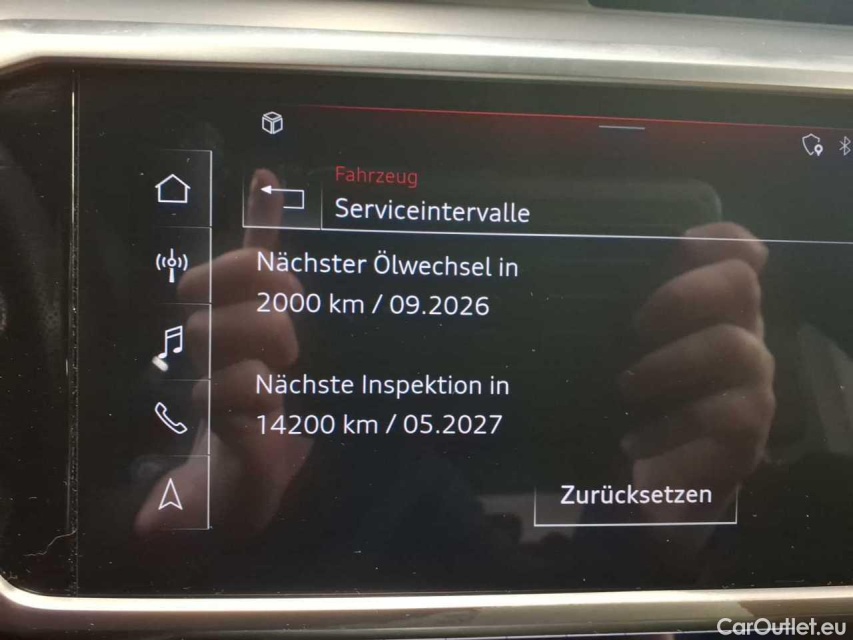 Fahrzeug
Serviceintervalle
Nächster Ölwechsel in
2000 km / 09.2026
Nächste Inspektion in
14200 km / 05.2027
Zurücksetzen
CarOutlet.eu